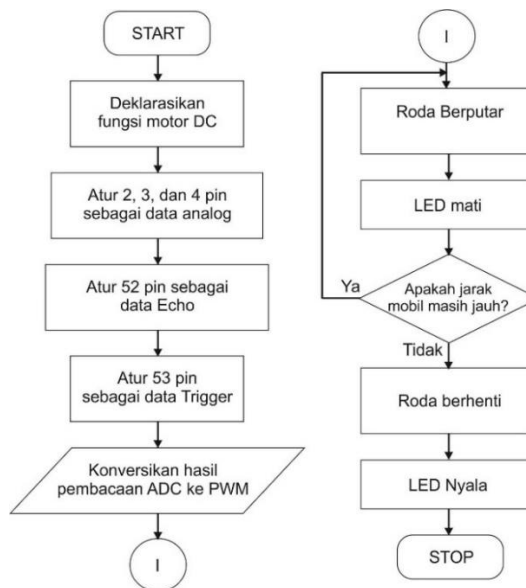 START
Deklarasikan
fungsi motor DC
Atur 2, 3, dan 4 pin
sebagai data analog
Atur 52 pin sebagai
data Echo
Atur 53 pin
sebagai data Trigger
Konversikan hasil
pembacaan ADC ke PWM
I
I
Roda Berputar
LED mati
Apakah jarak
mobil masih jauh?
Ya
Tidak
Roda berhenti
LED Nyala
STOP